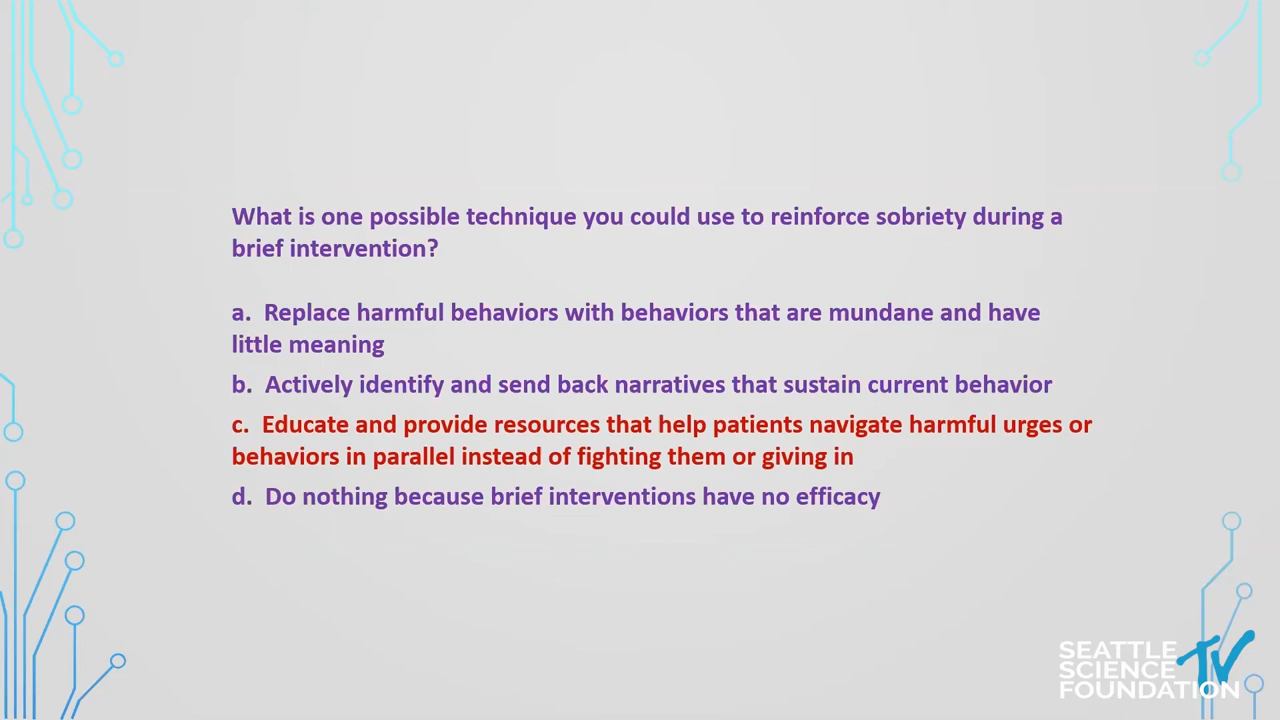 What is one possible technique you could use to reinforce sobriety during a
brief intervention?
a. Replace harmful behaviors with behaviors that are mundane and have
little meaning
b. Actively identify and send back narratives that sustain current behavior
c. Educate and provide resources that help patients navigate harmful urges or
behaviors in parallel instead of fighting them or giving in
d. Do nothing because brief interventions have no efficacy
SEATTLE
SCIENCE
FOUNDATION
TV